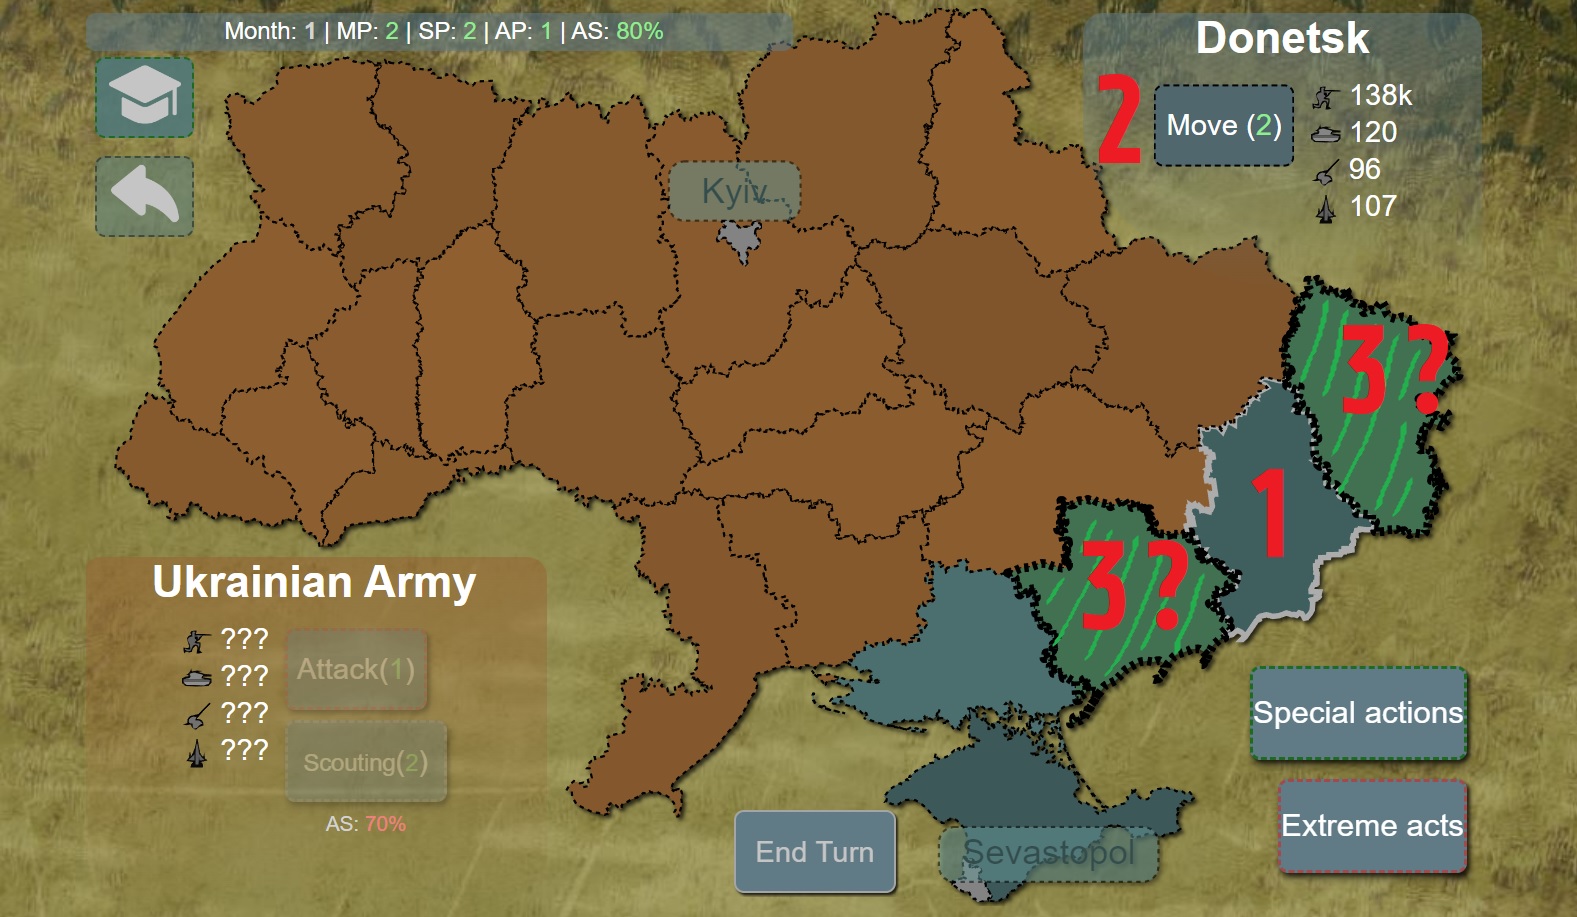 Month: 1 | MP: 2 | SP: 2 | AP: 1 | AS: 80%
Donetsk
2
Move (2)
138k
120
96
107
Kyiv
3 ?
1
3 ?
Ukrainian Army
???
???
???
???
Attack(1)
Scouting(2)
AS: 70%
Special actions
Extreme acts
End Turn
Sevastopol